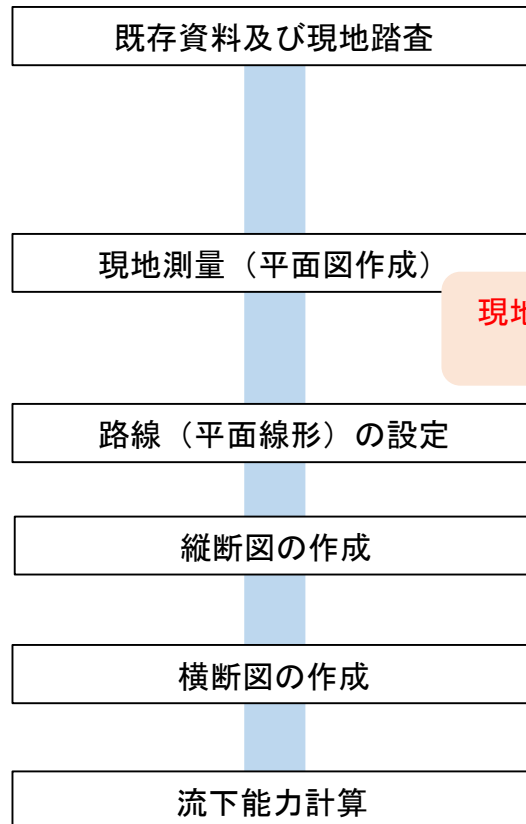 既存資料及び現地踏査
現地測量（平面図作成）
現地
路線（平面線形）の設定
縦断図の作成
横断図の作成
流下能力計算